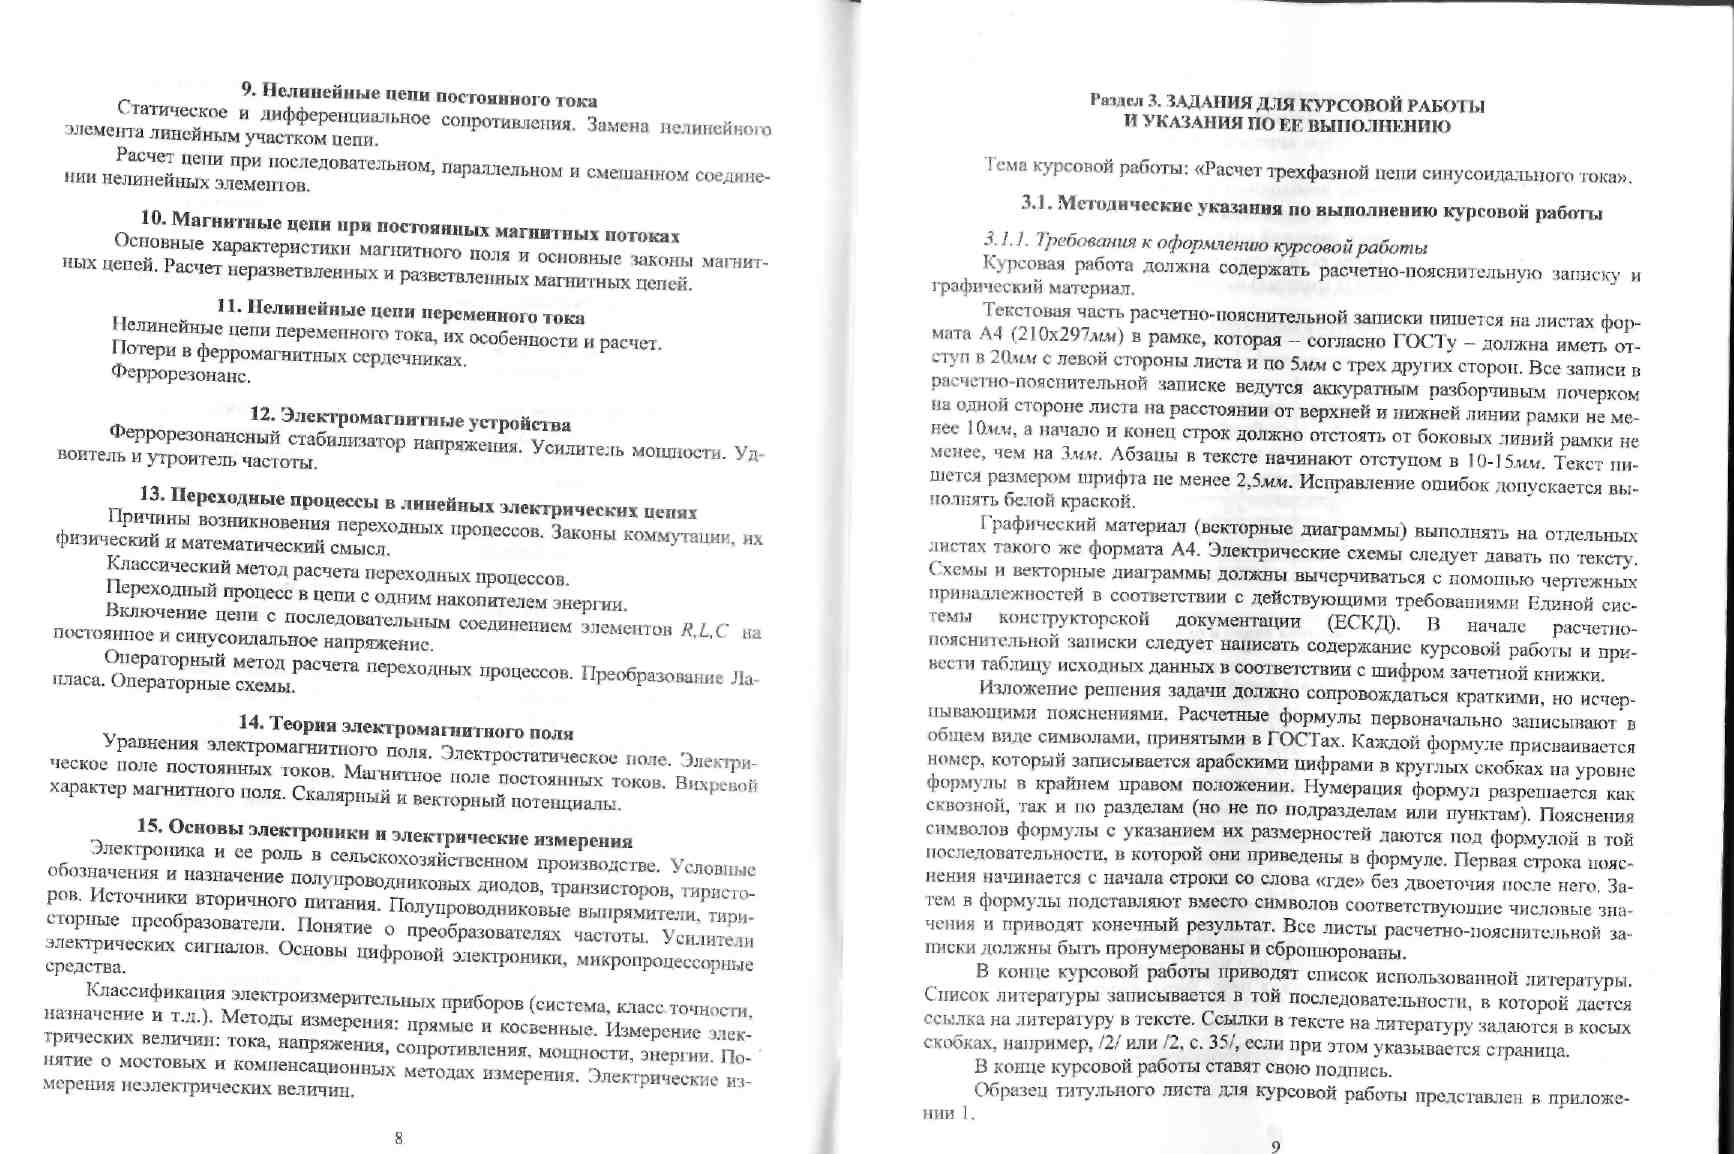 9. Нелинейные цепи постоянного тока
Статическое и дифференциальное сопротивления. Замена нелинейного
элемента линейным участком цепи.
Расчет цепи при последовательном, параллельном и смешанном соедине-
нии нелинейных элементов.
10. Магнитные цепи при постоянных магнитных потоках
Основные характеристики магнитного поля и основные законы магнит-
ных цепей. Расчет неразветвленных и разветвленных магнитных цепей.
11. Нелинейные цепи переменного тока
Нелинейные цепи переменного тока, их особенности и расчет.
Потери в ферромагнитных сердечниках.
Феррорезонанс.
12. Электромагнитные устройства
Феррорезонансный стабилизатор напряжения. Усилитель мощности. Уд-
воитель и утроитель частоты.
13. Переходные процессы в линейных электрических цепях
Причины возникновения переходных процессов. Законы коммутации, их
физический и математический смысл.
Классический метод расчета переходных процессов.
Переходный процесс в цепи с одним накопителем энергии.
Включение цепи с последовательным соединением элементов R,L,C на
постоянное и синусоидальное напряжение.
Операторный метод расчета переходных процессов. Преобразование Ла-
пласа. Операторные схемы.
14. Теория электромагнитного поля
Уравнения электромагнитного поля. Электростатическое поле. Электри-
ческое поле постоянных токов. Магнитное поле постоянных токов. Вихревой
характер магнитного поля. Скалярный и векторный потенциалы.
15. Основы электроники и электрические измерения
Электроника и ее роль в сельскохозяйственном производстве. Условные
обозначения и назначение полупроводниковых диодов, транзисторов, тиристо-
ров. Источники вторичного питания. Полупроводниковые выпрямители, тири-
сторные преобразователи. Понятие о преобразователях частоты. Усилители
электрических сигналов. Основы цифровой электроники, микропроцессорные
средства.
Классификация электроизмерительных приборов (система, класс точности,
назначение и т.д.). Методы измерения: прямые и косвенные. Измерение элек-
трических величин: тока, напряжения, сопротивления, мощности, энергии. По-
нятие о мостовых и компенсационных методах измерения. Электрические из-
мерения неэлектрических величин.
8
Раздел 3. ЗАДАНИЯ ДЛЯ КУРСОВОЙ РАБОТЫ
И УКАЗАНИЯ ПО ЕЕ ВЫПОЛНЕНИЮ
Тема курсовой работы: «Расчет трехфазной цепи синусоидального тока».
3.1. Методические указания по выполнению курсовой работы
3.1.1. Требования к оформлению курсовой работы
Курсовая работа должна содержать расчетно-пояснительную записку и
графический материал.
Текстовая часть расчетно-пояснительной записки пишется на листах фор-
мата А4 (210х297мм) в рамке, которая – согласно ГОСТу – должна иметь от-
ступ в 20мм с левой стороны листа и по 5мм с трех других сторон. Все записи в
расчетно-пояснительной записке ведутся аккуратным разборчивым почерком
на одной стороне листа на расстоянии от верхней и нижней линии рамки не ме-
нее 10мм, а начало и конец строк должно отстоять от боковых линий рамки не
менее, чем на 3мм. Абзацы в тексте начинают отступом в 10-15мм. Текст пи-
шется размером шрифта не менее 2,5мм. Исправление ошибок допускается вы-
полнять белой краской.
Графический материал (векторные диаграммы) выполнять на отдельных
листах такого же формата А4. Электрические схемы следует давать по тексту.
Схемы и векторные диаграммы должны вычерчиваться с помощью чертежных
принадлежностей в соответствии с действующими требованиями Единой сис-
темы конструкторской документации (ЕСКД). В начале расчетно-
пояснительной записки следует написать содержание курсовой работы и при-
вести таблицу исходных данных в соответствии с шифром зачетной книжки.
Изложение решения задачи должно сопровождаться краткими, но исчер-
пывающими пояснениями. Расчетные формулы первоначально записывают в
общем виде символами, принятыми в ГОСТах. Каждой формуле присваивается
номер, который записывается арабскими цифрами в круглых скобках на уровне
формулы в крайнем правом положении. Нумерация формул разрешается как
сквозной, так и по разделам (но не по подразделам или пунктам). Пояснения
символов формулы с указанием их размерностей даются под формулой в той
последовательности, в которой они приведены в формуле. Первая строка пояс-
нения начинается с начала строки со слова «где» без двоеточия после него. За-
тем в формулы подставляют вместо символов соответствующие числовые зна-
чения и приводят конечный результат. Все листы расчетно-пояснительной за-
писки должны быть пронумерованы и сброшюрованы.
В конце курсовой работы приводят список использованной литературы.
Список литературы записывается в той последовательности, в которой дается
ссылка на литературу в тексте. Ссылки в тексте на литературу задаются в косых
скобках, например, /2/ или /2, с. 35/, если при этом указывается страница.
В конце курсовой работы ставят свою подпись.
Образец титульного листа для курсовой работы представлен в приложе-
нии 1.
9